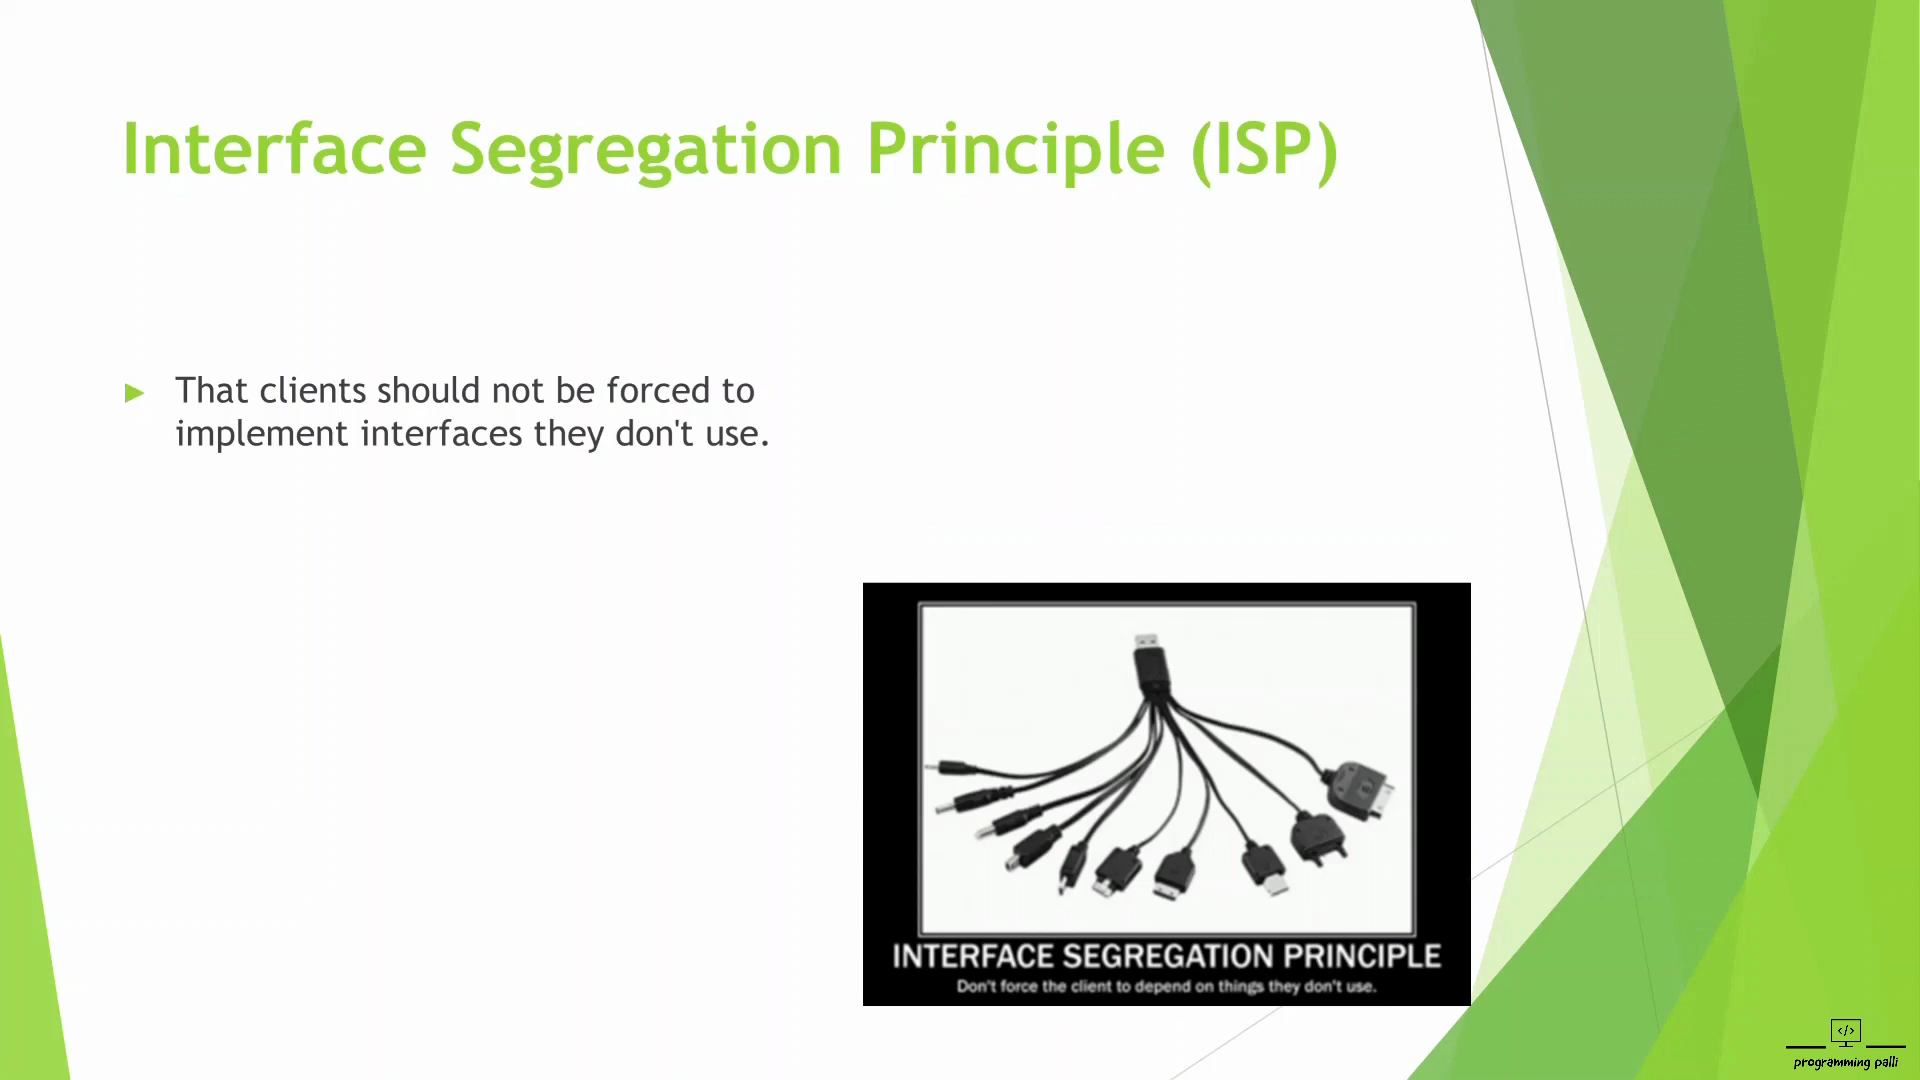 Interface Segregation Principle (ISP)
That clients should not be forced to
implement interfaces they don't use.
INTERFACE SEGREGATION PRINCIPLE
Don't force the client to depend on things they don't use.
</>
programming palli